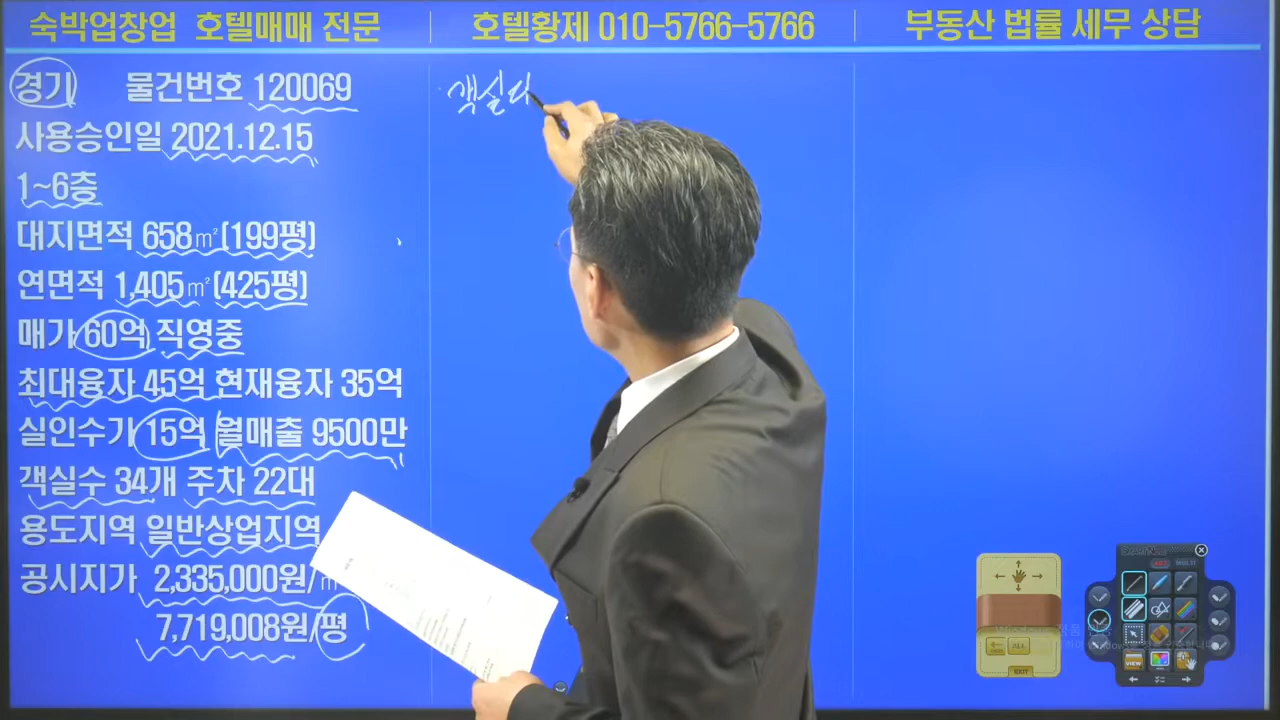 숙박업창업 호텔매매 전문
호텔황제 010-5766-5766
부동산 법률 세무 상담
경기 물건번호 120069
사용승인일 2021.12.15
1~6층
대지면적 658㎡(199평)
연면적 1,405㎡(425평)
매가 60억 직영중
최대융자 45억 현재융자 35억
실인수가 15억 월매출 9500만
객실수 34개 주차 22대
용도지역 일반상업지역
공시지가 2,335,000원/㎡
7,719,008원/평
객실다
MULTI
ALL
EXIT
VIEW